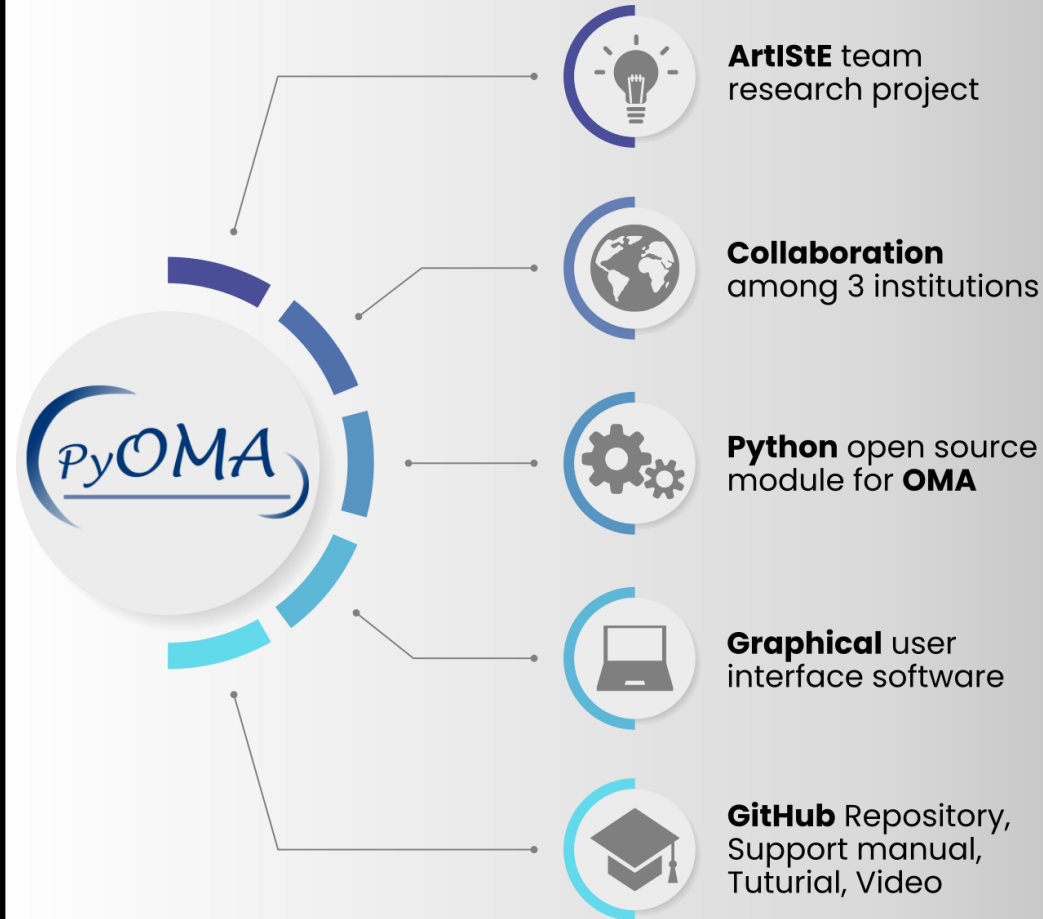 ArtIStE team
research project
Collaboration
among 3 institutions
PyOMA
Python open source
module for OMA
Graphical user
interface software
GitHub Repository,
Support manual,
Tuturial, Video